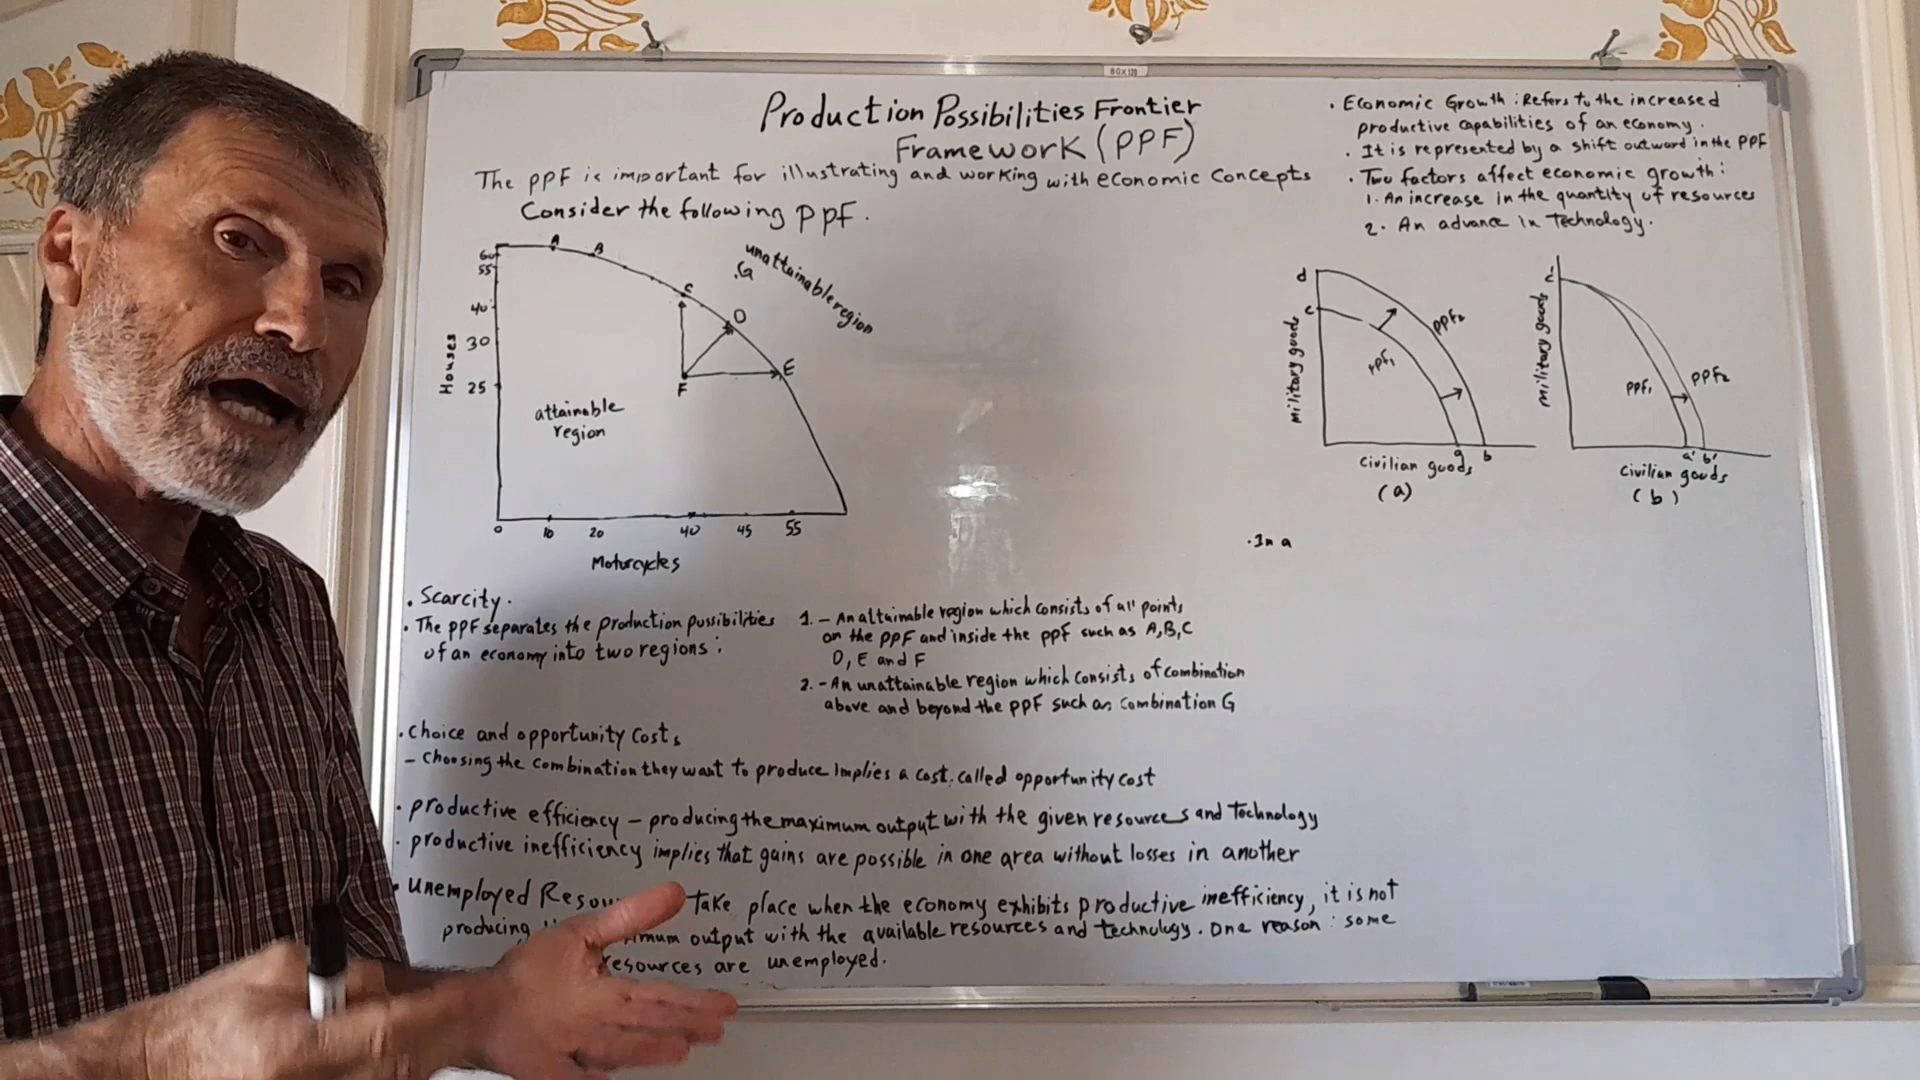 60X120
Production Possibilities Frontier
Framework (PPF)
The PPF is important for illustrating and working with economic Concepts
Consider the following PPF.
Houses
60
55
40
30
25
A
B
C
D
E
F
.G
unattainable region
attainable
region
0 10 20 40 45 55
Motorcycles
• Economic Growth : Refers to the increased
productive capabilities of an economy.
• It is represented by a shift outward in the PPF
• Two factors affect economic growth:
1. An increase in the quantity of resources
2. An advance in Technology.
military goods
d
c
PPF1
PPF2
a b
Civilian goods
(a)
military goods
c'
PPF1
PPF2
a' b'
Civilian goods
(b)
• In a
• Scarcity.
• The PPF separates the production possibilities
of an economy into two regions:
1. – An attainable region which consists of all points
on the PPF and inside the PPF such as A, B, C
D, E and F
2. – An unattainable region which consists of combination
above and beyond the PPF such as combination G
• Choice and opportunity Costs
– Choosing the combination they want to produce implies a cost. called opportunity cost
• productive efficiency – producing the maximum output with the given resources and Technology
• productive inefficiency implies that gains are possible in one area without losses in another
• Unemployed Take place when the economy exhibits productive inefficiency, it is not
producing output with the available resources and technology. One reason: some
resources are unemployed.